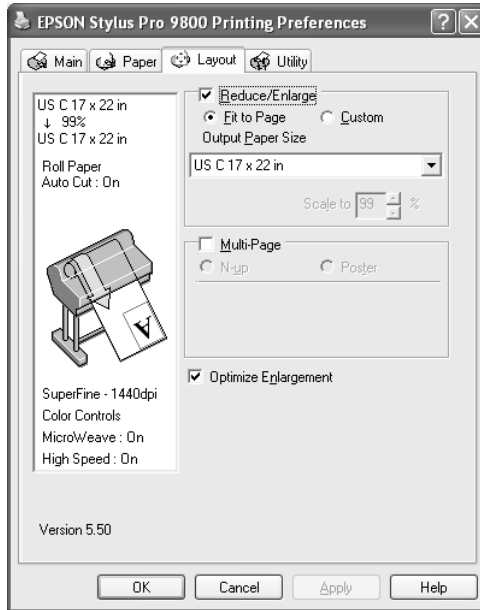 EPSON Stylus Pro 9800 Printing Preferences
Main Paper Layout Utility
US C 17 x 22 in
↓ 99%
US C 17 x 22 in
Roll Paper
Auto Cut : On
A
SuperFine - 1440dpi
Color Controls
MicroWeave : On
High Speed : On
Version 5.50
Reduce/Enlarge
Fit to Page Custom
Output Paper Size
US C 17 x 22 in
Scale to 99 %
Multi-Page
N-up Poster
Optimize Enlargement
OK Cancel Apply Help